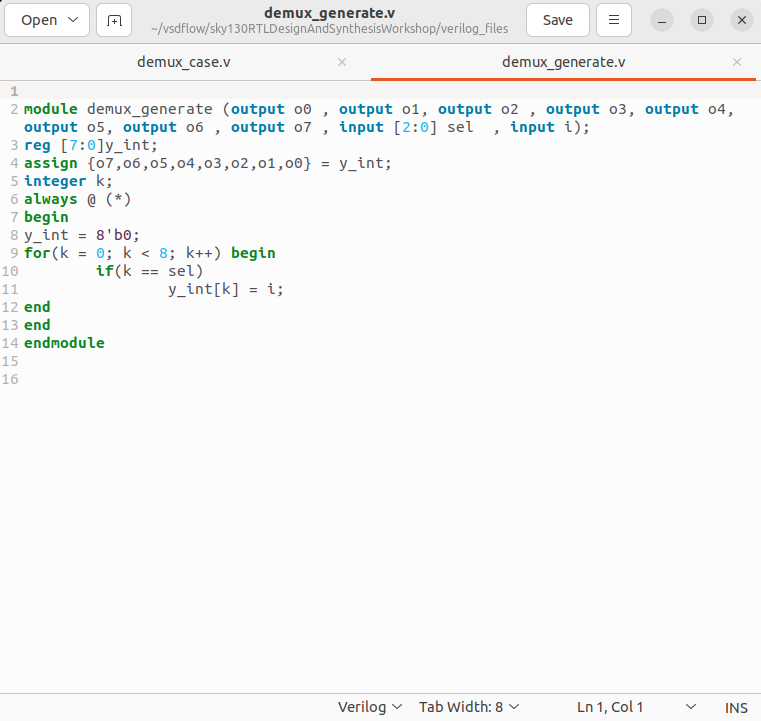 Open
demux_generate.v
~/vsdflow/sky130RTLDesignAndSynthesisWorkshop/verilog_files
Save
demux_case.v
demux_generate.v
1
2 module demux_generate (output o0 , output o1, output o2 , output o3, output o4,
output o5, output o6 , output o7 , input [2:0] sel  , input i);
3 reg [7:0]y_int;
4 assign {o7,o6,o5,o4,o3,o2,o1,o0} = y_int;
5 integer k;
6 always @ (*)
7 begin
8 y_int = 8'b0;
9 for(k = 0; k < 8; k++) begin
10         if(k == sel)
11                 y_int[k] = i;
12 end
13 end
14 endmodule
15
16
Verilog Tab Width: 8 Ln 1, Col 1 INS